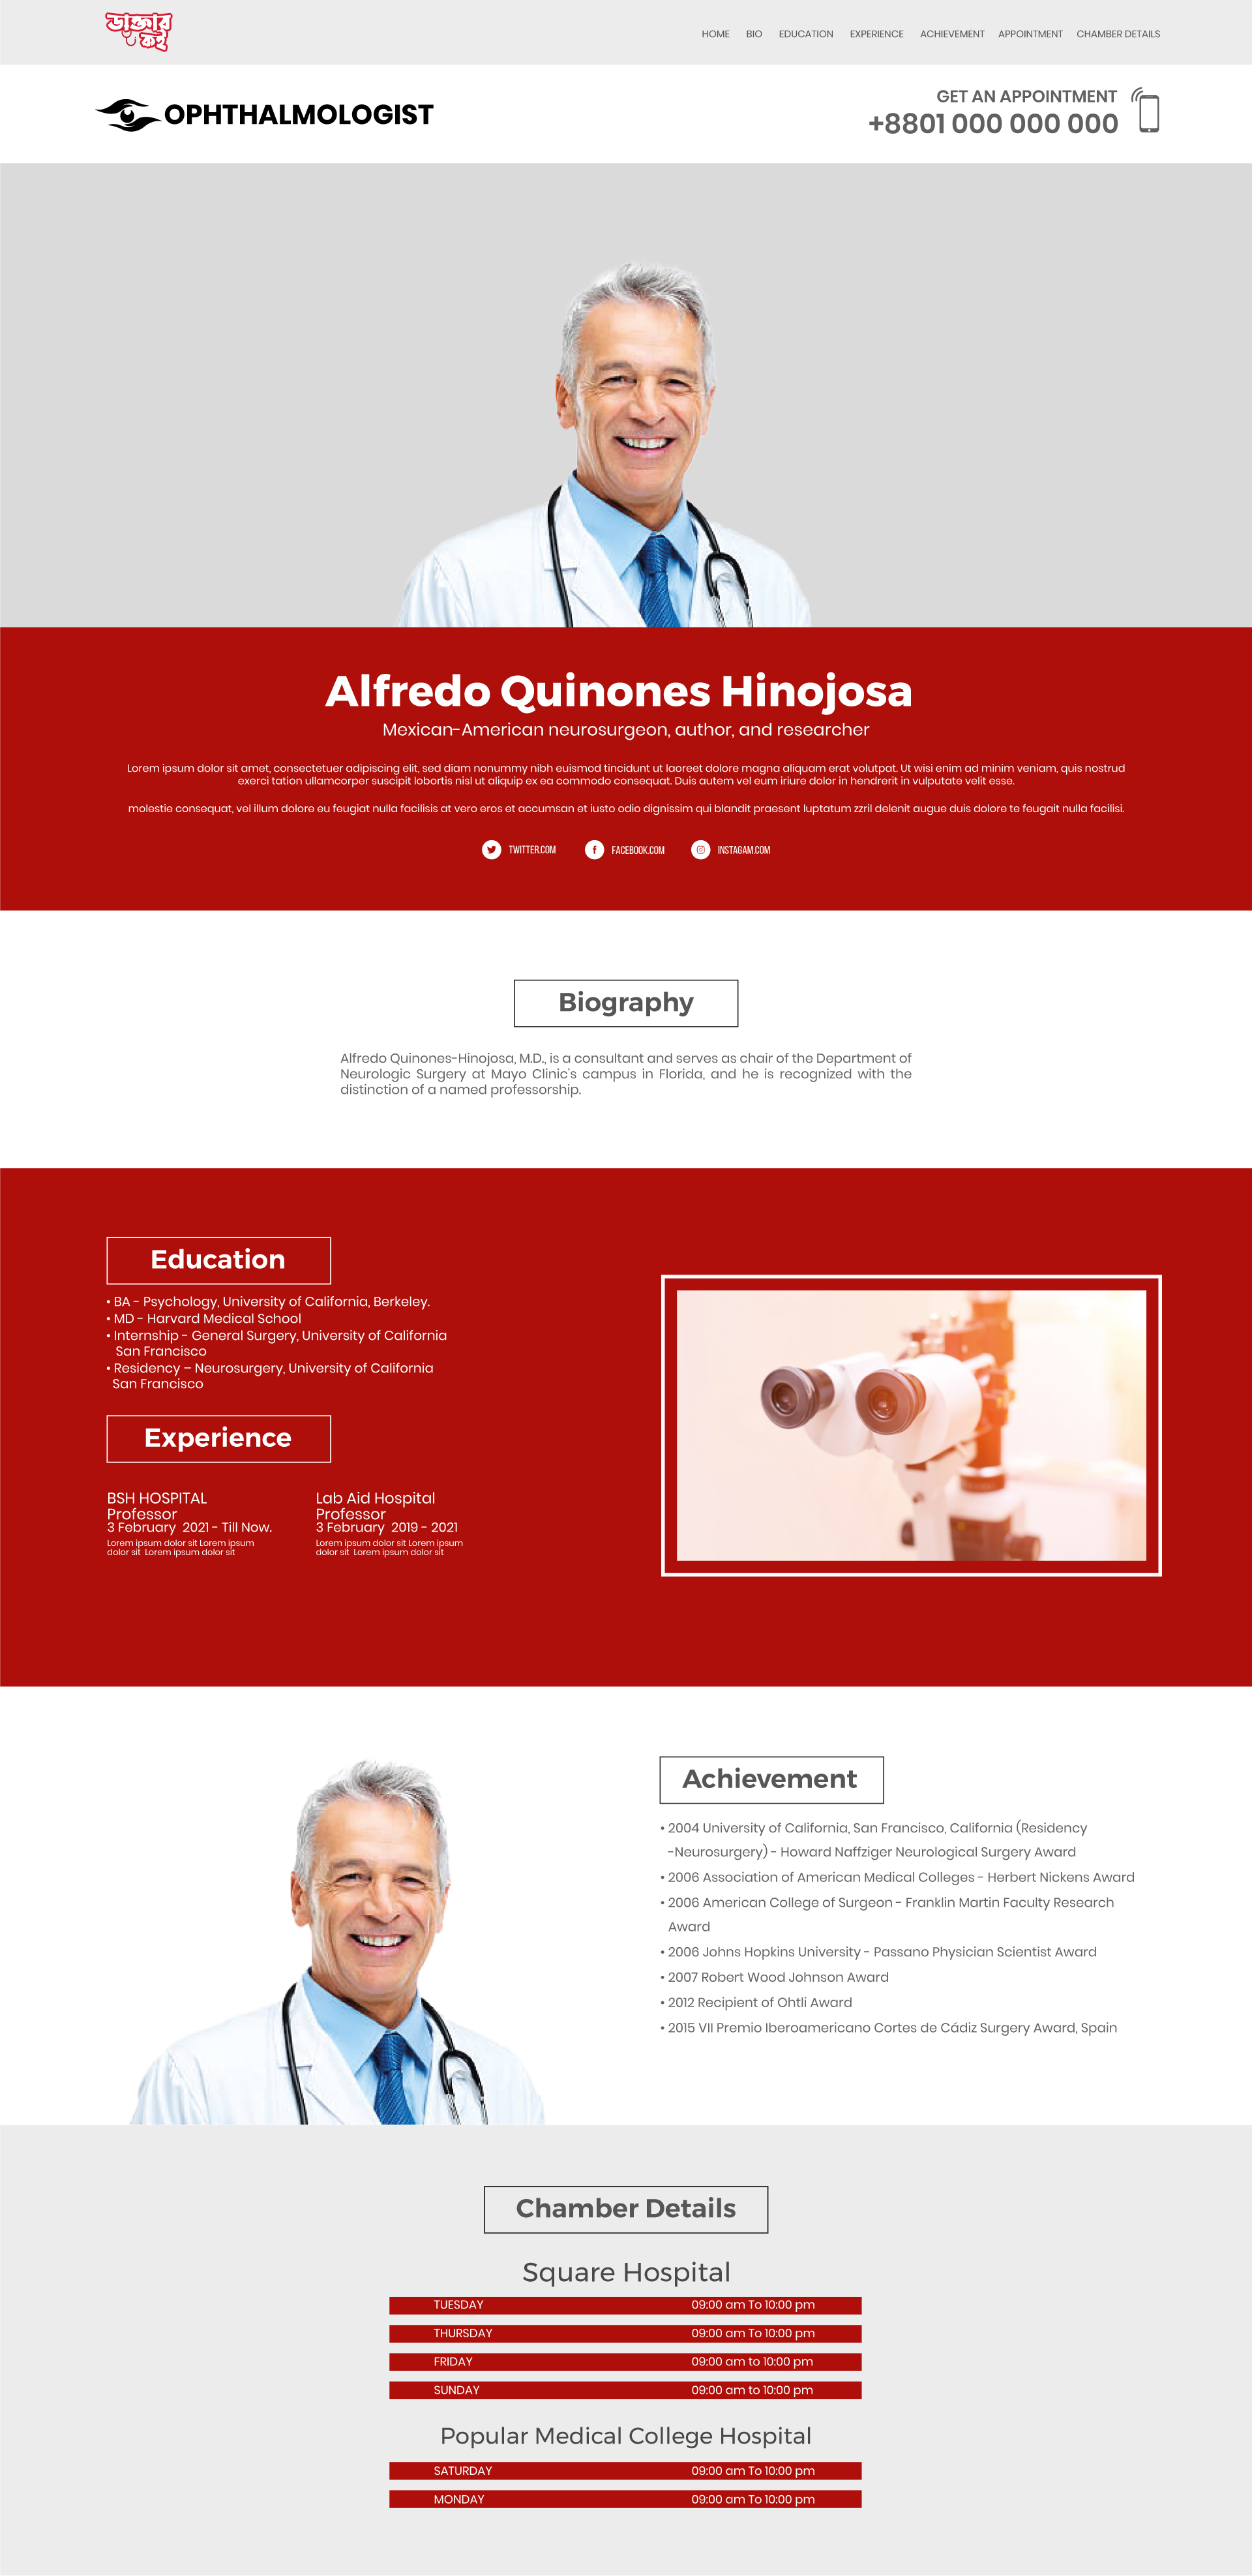 ডাক্তার
কই
HOME BIO EDUCATION EXPERIENCE ACHIEVEMENT APPOINTMENT CHAMBER DETAILS
OPHTHALMOLOGIST
GET AN APPOINTMENT
+8801 000 000 000
Alfredo Quinones Hinojosa
Mexican-American neurosurgeon, author, and researcher
Lorem ipsum dolor sit amet, consectetuer adipiscing elit, sed diam nonummy nibh euismod tincidunt ut laoreet dolore magna aliquam erat volutpat. Ut wisi enim ad minim veniam, quis nostrud
exerci tation ullamcorper suscipit lobortis nisl ut aliquip ex ea commodo consequat. Duis autem vel eum iriure dolor in hendrerit in vulputate velit esse.
molestie consequat, vel illum dolore eu feugiat nulla facilisis at vero eros et accumsan et iusto odio dignissim qui blandit praesent luptatum zzril delenit augue duis dolore te feugait nulla facilisi.
TWITTER.COM FACEBOOK.COM INSTAGAM.COM
Biography
Alfredo Quinones-Hinojosa, M.D., is a consultant and serves as chair of the Department of
Neurologic Surgery at Mayo Clinic's campus in Florida, and he is recognized with the
distinction of a named professorship.
Education
• BA - Psychology, University of California, Berkeley.
• MD - Harvard Medical School
• Internship - General Surgery, University of California
San Francisco
• Residency – Neurosurgery, University of California
San Francisco
Experience
BSH HOSPITAL
Professor
3 February 2021 - Till Now.
Lorem ipsum dolor sit Lorem ipsum
dolor sit Lorem ipsum dolor sit
Lab Aid Hospital
Professor
3 February 2019 - 2021
Lorem ipsum dolor sit Lorem ipsum
dolor sit Lorem ipsum dolor sit
Achievement
• 2004 University of California, San Francisco, California (Residency
-Neurosurgery) - Howard Naffziger Neurological Surgery Award
• 2006 Association of American Medical Colleges - Herbert Nickens Award
• 2006 American College of Surgeon - Franklin Martin Faculty Research
Award
• 2006 Johns Hopkins University - Passano Physician Scientist Award
• 2007 Robert Wood Johnson Award
• 2012 Recipient of Ohtli Award
• 2015 VII Premio Iberoamericano Cortes de Cádiz Surgery Award, Spain
Chamber Details
Square Hospital
TUESDAY 09:00 am To 10:00 pm
THURSDAY 09:00 am To 10:00 pm
FRIDAY 09:00 am to 10:00 pm
SUNDAY 09:00 am to 10:00 pm
Popular Medical College Hospital
SATURDAY 09:00 am To 10:00 pm
MONDAY 09:00 am To 10:00 pm